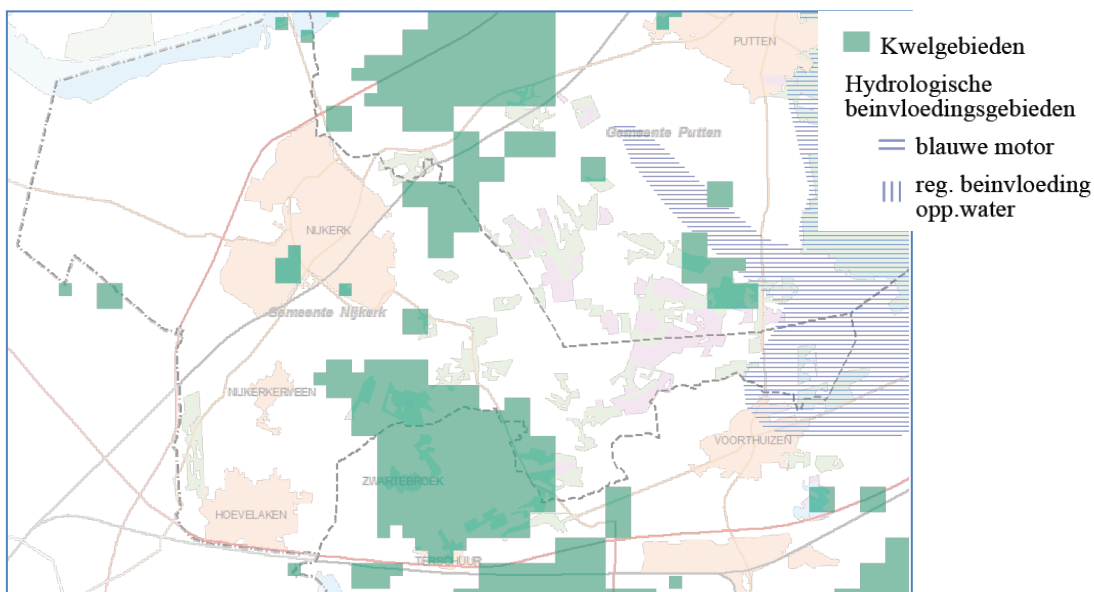 PUTTEN
Gemeente Putten
NIJKERK
Gemeente Nijkerk
NIJKERKERVEEN
VOORTHUIZEN
ZWARTEBROEK
HOEVELAKEN
TERSCHUUR
Kwelgebieden
Hydrologische
beinvloedingsgebieden
blauwe motor
reg. beinvloeding
opp.water